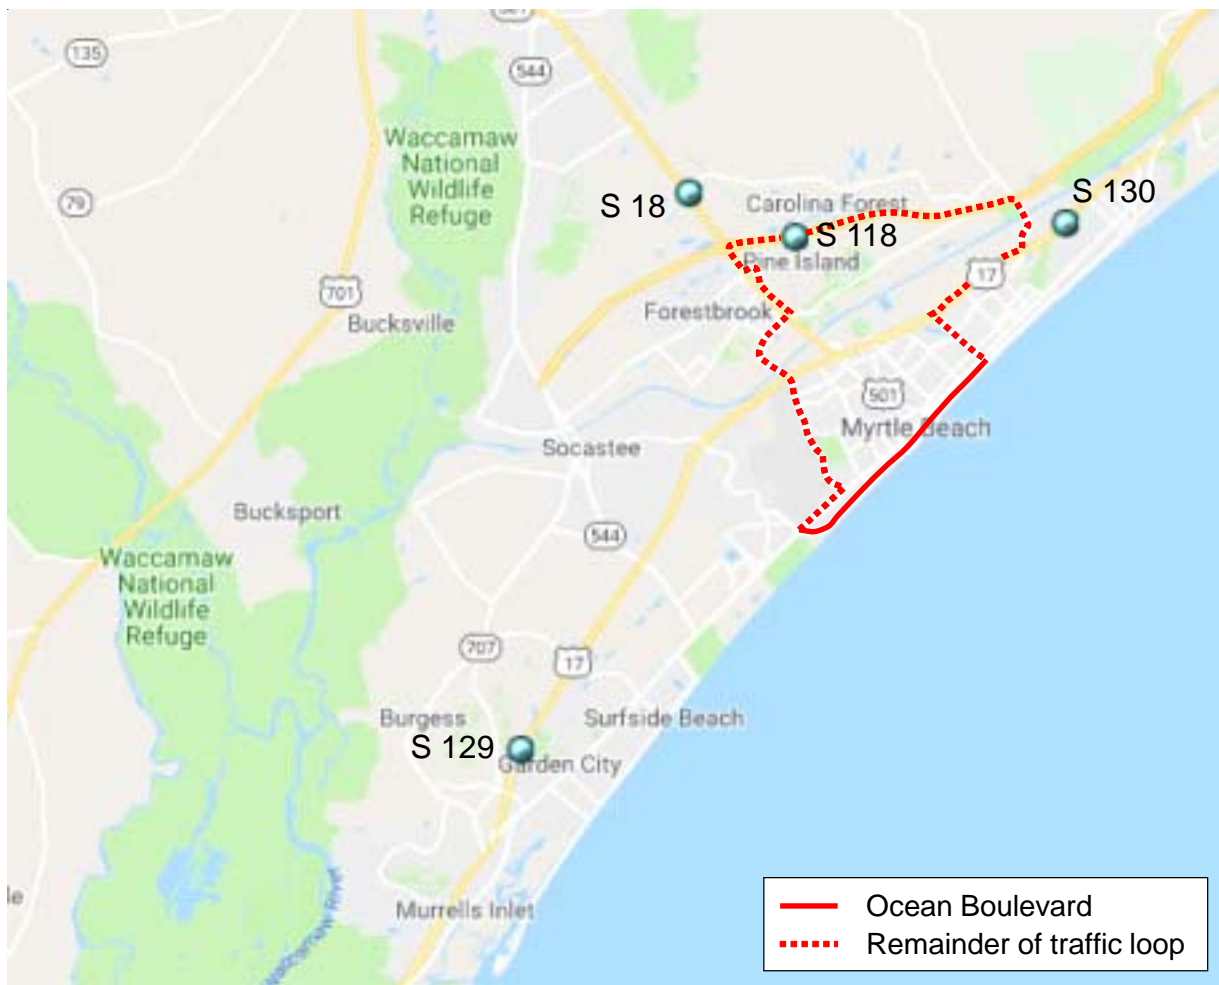 135
544
Waccamaw
National
Wildlife
Refuge
79
S 18
Carolina Forest
S 130
S 118
Pine Island
17
701
Bucksville
Forestbrook
501
Myrtle Beach
Socastee
Bucksport
544
Waccamaw
National
Wildlife
Refuge
707
17
Burgess
Surfside Beach
S 129
Garden City
Murrells Inlet
Waccamaw River
Ocean Boulevard
Remainder of traffic loop